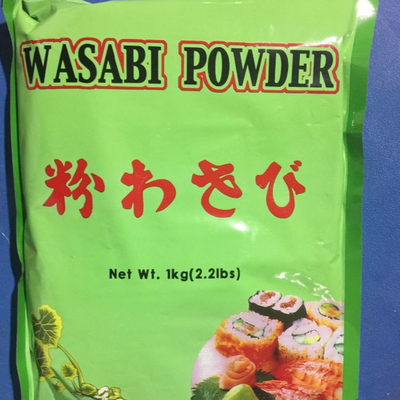 WASABI POWDER
粉わさび
Net Wt. 1kg(2.2lbs)